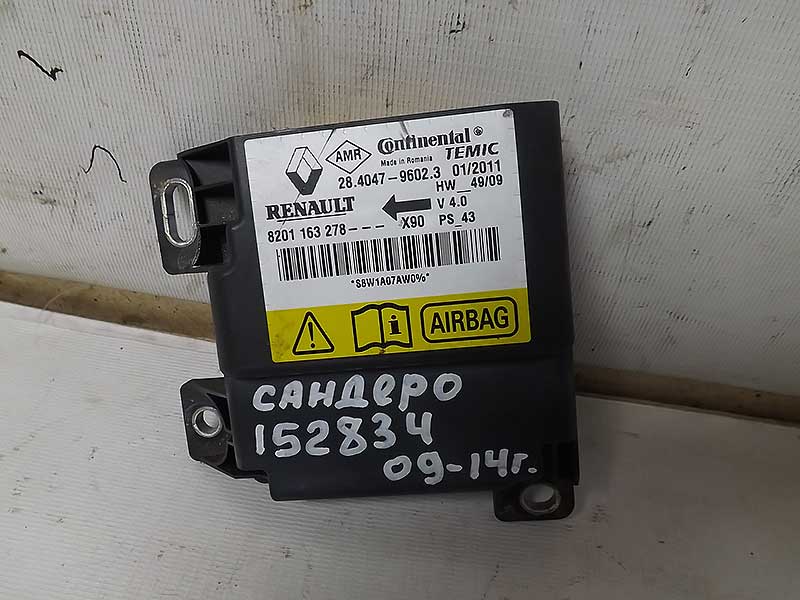 AMR Continental
Made in Romania TEMIC
28.4047-9602.3 01/2011
HW__49/09
RENAULT V 4.0
8201 163 278--- X90 PS_43
*S8W1A07AW0%*
AIRBAG
САНДЕРО
152834
09-14г.